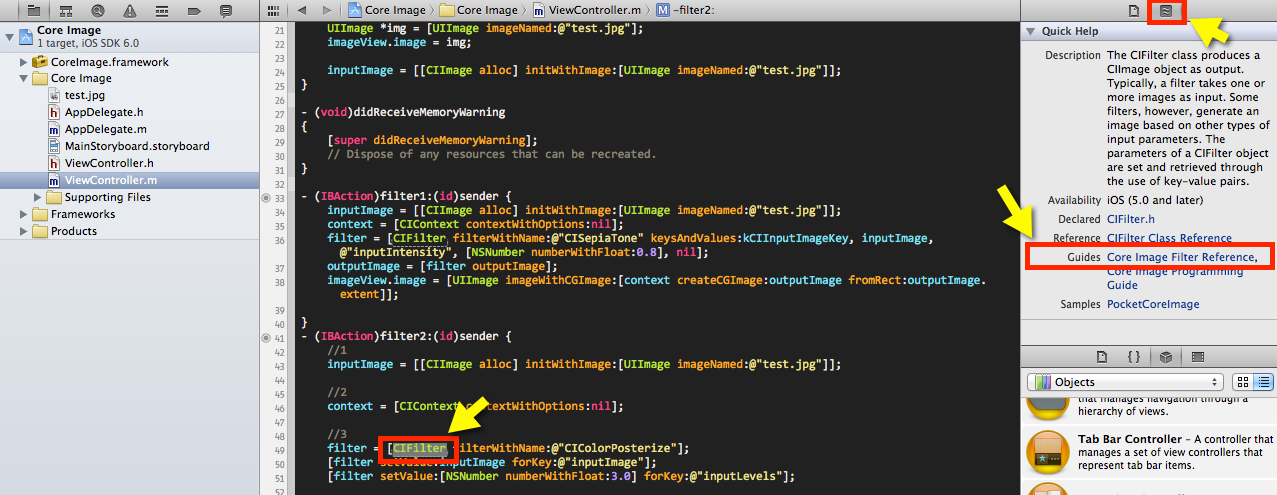 Core Image
1 target, iOS SDK 6.0
CoreImage.framework
Core Image
test.jpg
AppDelegate.h
AppDelegate.m
MainStoryboard.storyboard
ViewController.h
ViewController.m
Supporting Files
Frameworks
Products
Core Image Core Image ViewController.m -filter2:
21 UIImage *img = [UIImage imageNamed:@"test.jpg"];
22 imageView.image = img;
23
24 inputImage = [[CIImage alloc] initWithImage:[UIImage imageNamed:@"test.jpg"]];
25 }
26
27 - (void)didReceiveMemoryWarning
28 {
29 [super didReceiveMemoryWarning];
30 // Dispose of any resources that can be recreated.
31 }
32
33 - (IBAction)filter1:(id)sender {
34 inputImage = [[CIImage alloc] initWithImage:[UIImage imageNamed:@"test.jpg"]];
35 context = [CIContext contextWithOptions:nil];
36 filter = [CIFilter filterWithName:@"CISepiaTone" keysAndValues:kCIInputImageKey, inputImage,
@"inputIntensity", [NSNumber numberWithFloat:0.8], nil];
37 outputImage = [filter outputImage];
38 imageView.image = [UIImage imageWithCGImage:[context createCGImage:outputImage fromRect:outputImage.
extent]];
39
40 }
41 - (IBAction)filter2:(id)sender {
42 //1
43 inputImage = [[CIImage alloc] initWithImage:[UIImage imageNamed:@"test.jpg"]];
44
45 //2
46 context = [CIContext contextWithOptions:nil];
47
48 //3
49 filter = [CIFilter filterWithName:@"CIColorPosterize"];
50 [filter setValue:inputImage forKey:@"inputImage"];
51 [filter setValue:[NSNumber numberWithFloat:3.0] forKey:@"inputLevels"];
52
Quick Help
Description The CIFilter class produces a
CIImage object as output.
Typically, a filter takes one or
more images as input. Some
filters, however, generate an
image based on other types of
input parameters. The
parameters of a CIFilter object
are set and retrieved through
the use of key-value pairs.
Availability iOS (5.0 and later)
Declared CIFilter.h
Reference CIFilter Class Reference
Guides Core Image Filter Reference,
Core Image Programming
Guide
Samples PocketCoreImage
{ }
Objects
that manages navigation through a
hierarchy of views.
Tab Bar Controller - A controller that
manages a set of view controllers that
represent tab bar items.